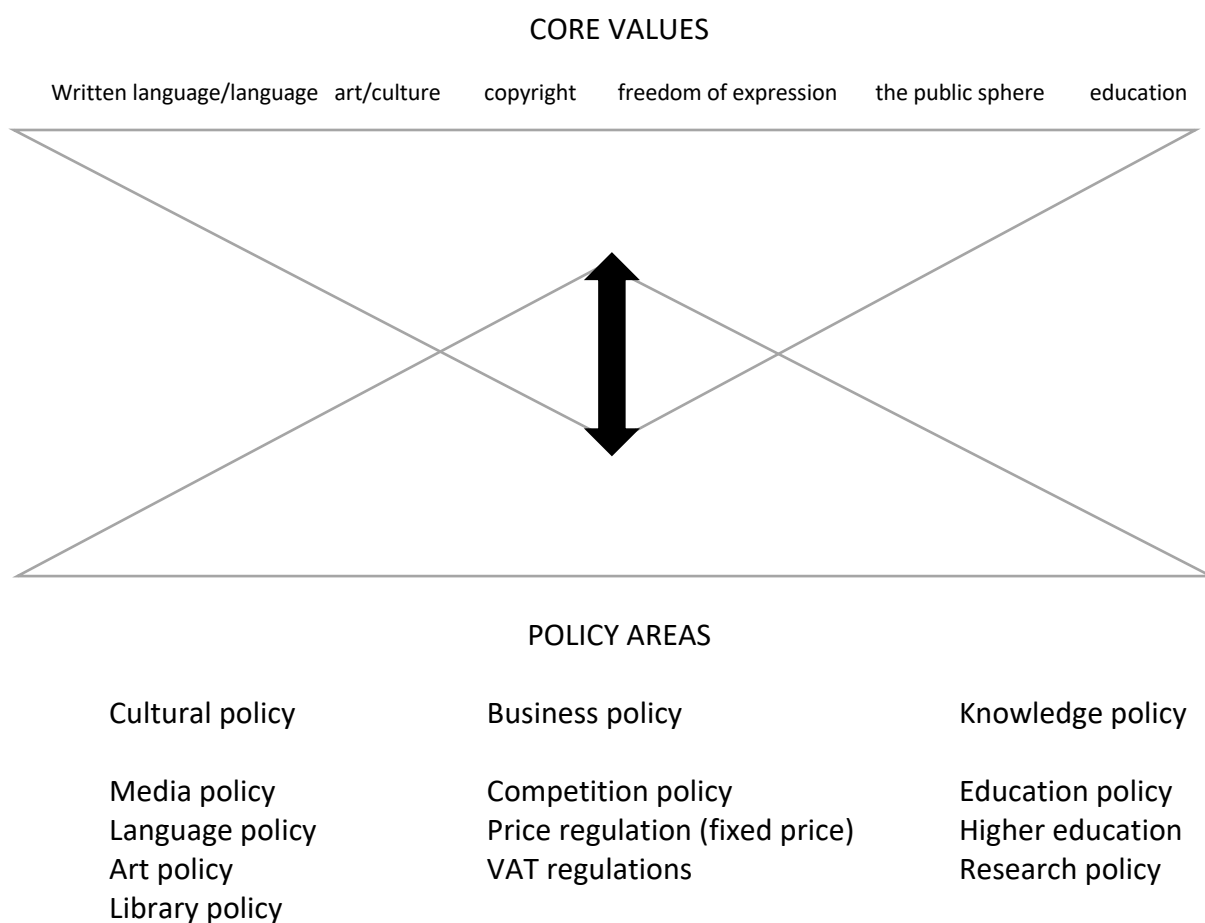 CORE VALUES
Written language/language art/culture copyright freedom of expression the public sphere education
POLICY AREAS
Cultural policy Business policy Knowledge policy
Media policy Competition policy Education policy
Language policy Price regulation (fixed price) Higher education
Art policy VAT regulations Research policy
Library policy